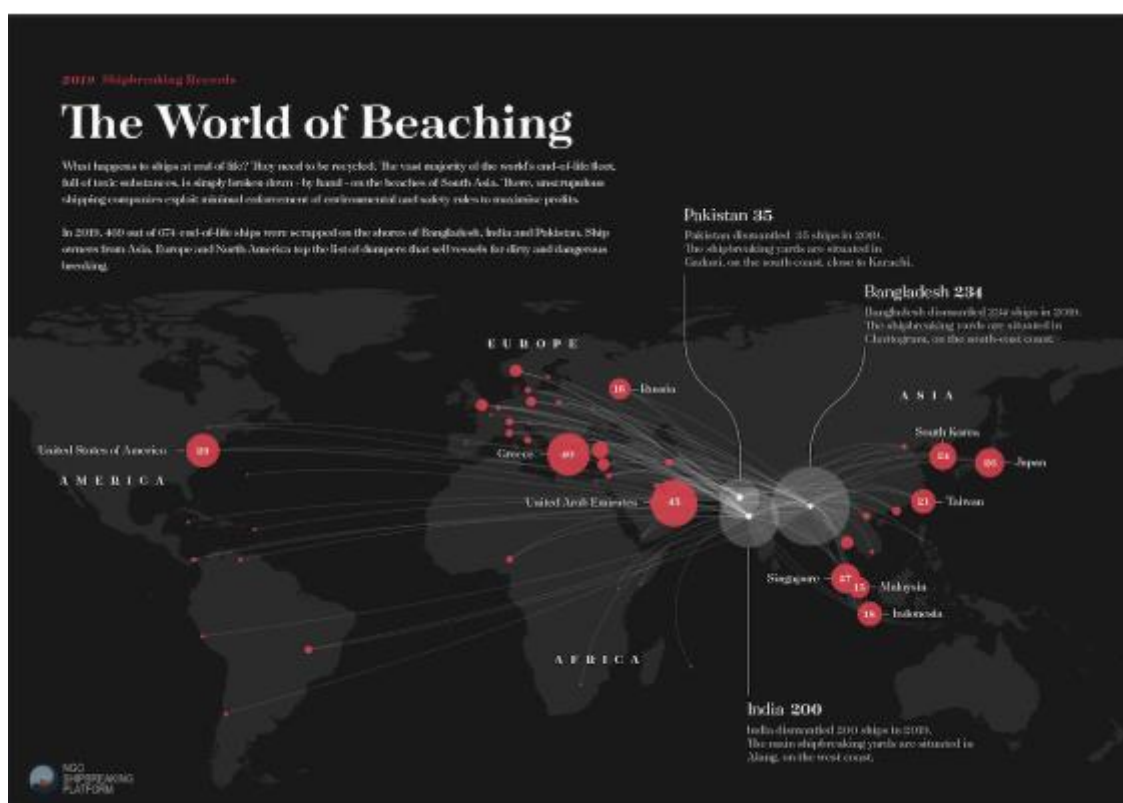 2019 Shipbreaking Records
The World of Beaching
What happens to ships at end of life? They need to be recycled. The vast majority of the world's end-of-life fleet,
full of toxic substances, is simply broken down - by hand - on the beaches of South Asia. There, unscrupulous
shipping companies exploit minimal enforcement of environmental and safety rules to maximise profits.
In 2019, 469 out of 674 end-of-life ships were scrapped on the shores of Bangladesh, India and Pakistan. Ship
owners from Asia, Europe and North America top the list of dumpers that sell vessels for dirty and dangerous
breaking.
Pakistan 35
Pakistan dismantled 35 ships in 2019.
The shipbreaking yards are situated in
Gadani, on the south coast, close to Karachi.
Bangladesh 234
Bangladesh dismantled 234 ships in 2019.
The shipbreaking yards are situated in
Chattogram, on the south-east coast.
EUROPE
16 Russia
ASIA
South Korea
24
Japan
United States of America
AMERICA
Greece 40
United Arab Emirates 45
21 Taiwan
Singapore 27
15 Malaysia
18 Indonesia
AFRICA
India 200
India dismantled 200 ships in 2019.
The main shipbreaking yards are situated in
Alang, on the west coast.
NGO
SHIPBREAKING
PLATFORM